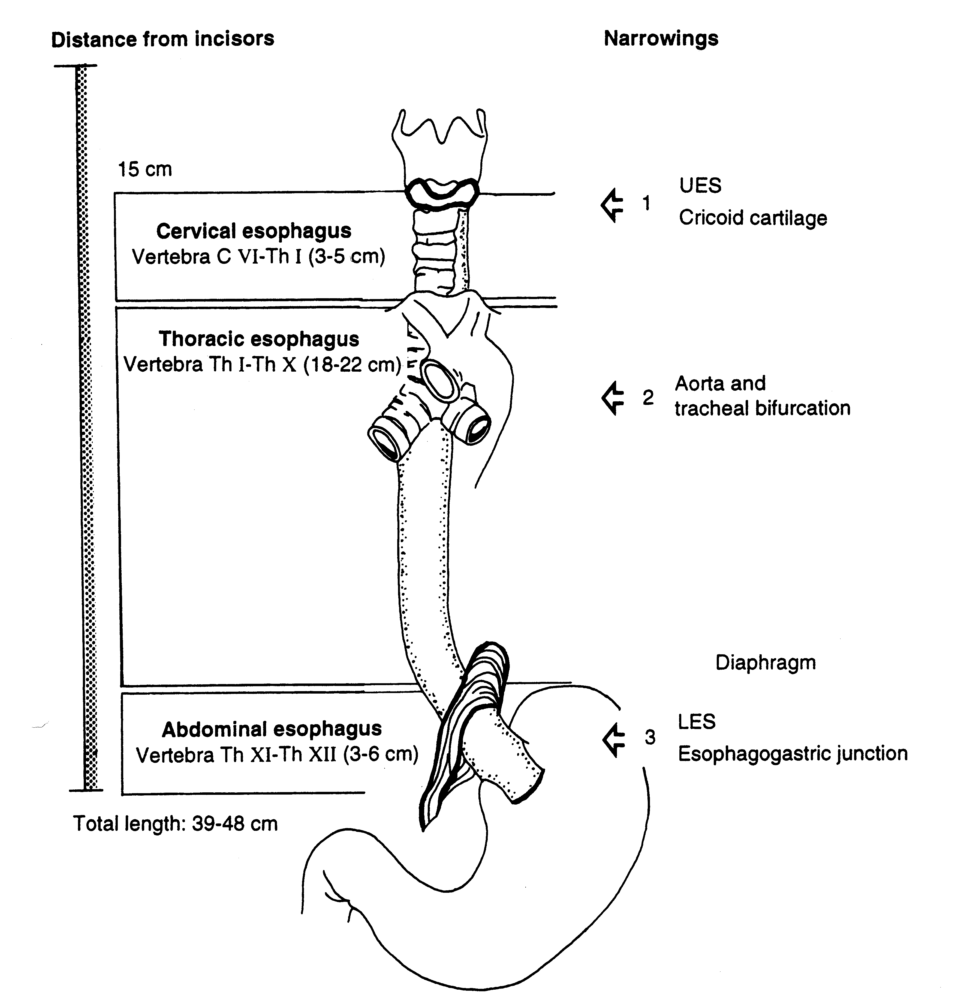 Distance from incisors
Narrowings
15 cm
UES
1
Cricoid cartilage
Cervical esophagus
Vertebra C VI-Th I (3-5 cm)
Thoracic esophagus
Vertebra Th I-Th X (18-22 cm)
2
Aorta and
tracheal bifurcation
Diaphragm
LES
3
Esophagogastric junction
Abdominal esophagus
Vertebra Th XI-Th XII (3-6 cm)
Total length: 39-48 cm